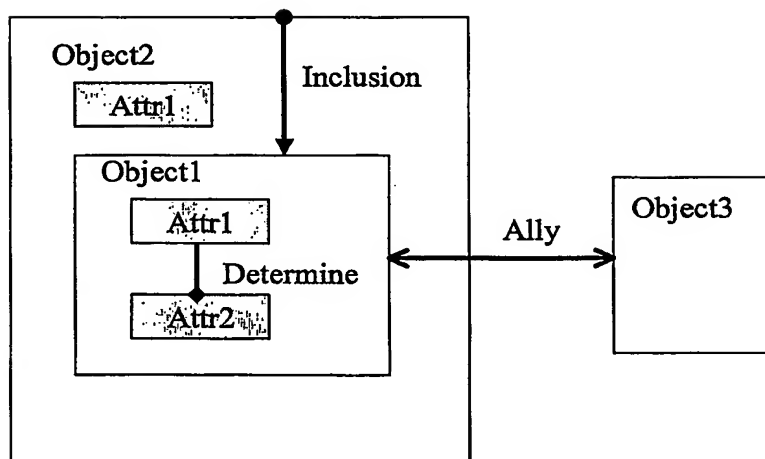 Object2
Inclusion
Attr1
Object1
Attr1
Object3
Ally
Determine
Attr2